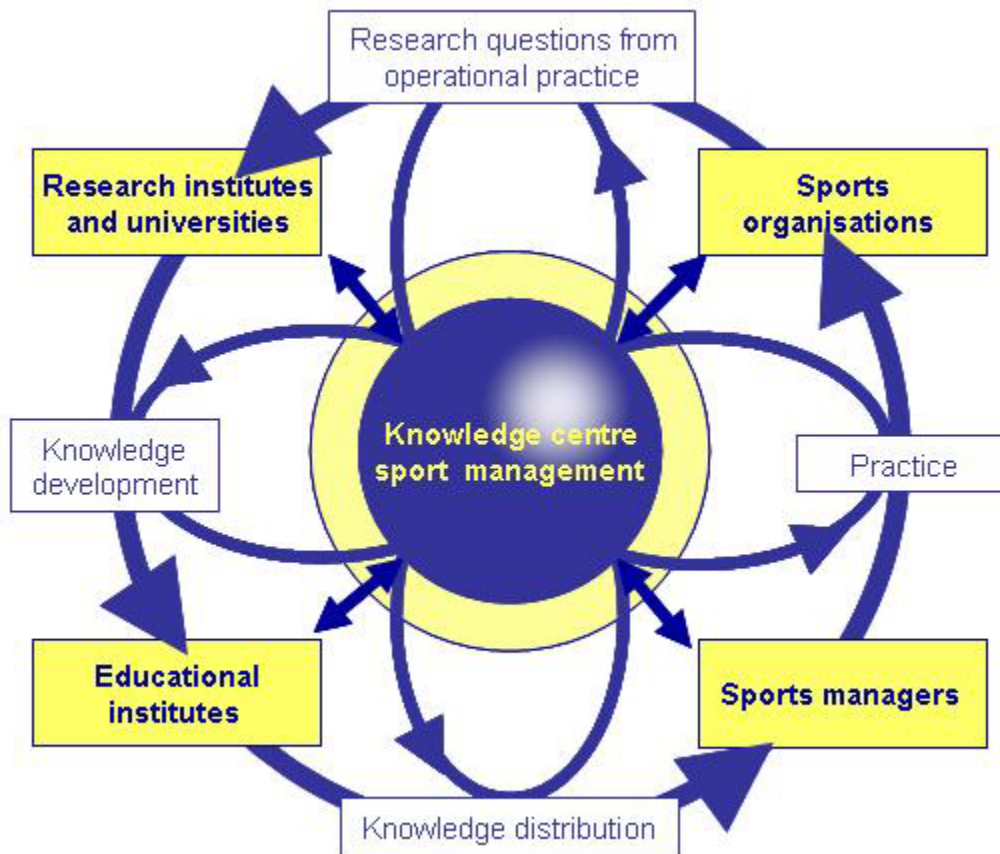 Research questions from
operational practice
Research institutes
and universities
Sports
organisations
Knowledge
development
Knowledge centre
sport management
Practice
Educational
institutes
Sports managers
Knowledge distribution